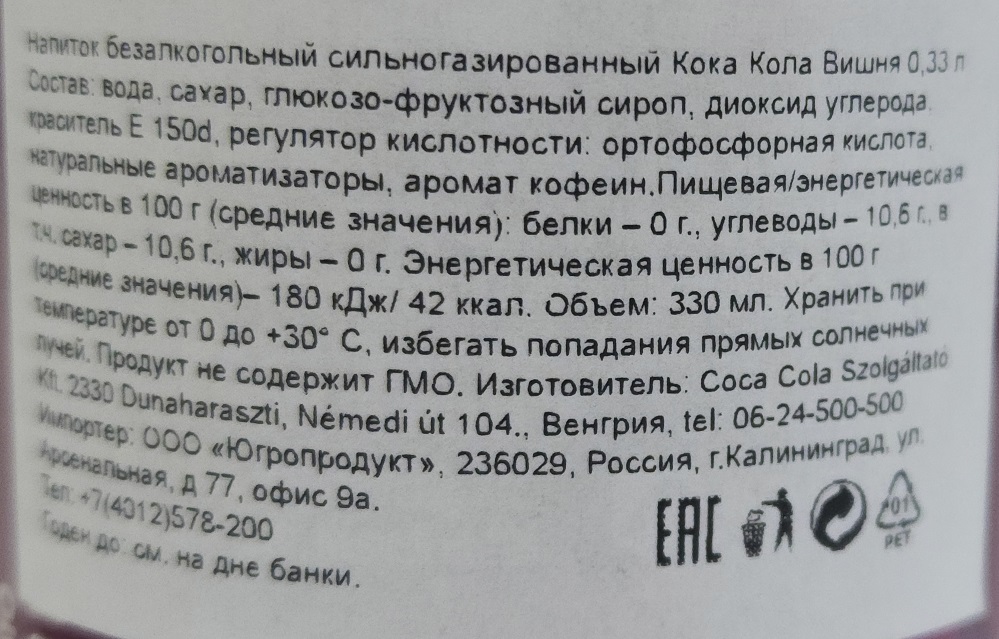 Напиток безалкогольный сильногазированный Кока Кола Вишня 0,33 л
Состав: вода, сахар, глюкозо-фруктозный сироп, диоксид углерода,
краситель Е 150d, регулятор кислотности: ортофосфорная кислота,
натуральные ароматизаторы, аромат кофеин.Пищевая/энергетическая
ценность в 100 г (средние значения): белки – 0 г., углеводы – 10,6 г., в
т.ч. сахар – 10,6 г., жиры – 0 г. Энергетическая ценность в 100 г
(средние значения)– 180 кДж/ 42 ккал. Объем: 330 мл. Хранить при
температуре от 0 до +30° С, избегать попадания прямых солнечных
лучей. Продукт не содержит ГМО. Изготовитель: Coca Cola Szolgáltató
Kft. 2330 Dunaharaszti, Némedi út 104., Венгрия, tel: 06-24-500-500
Импортер: ООО «Югропродукт», 236029, Россия, г.Калининград, ул.
Арсенальная, д 77, офис 9а.
Тел: +7(4012)578-200
Годен до: см. на дне банки.
EAC
01
PET